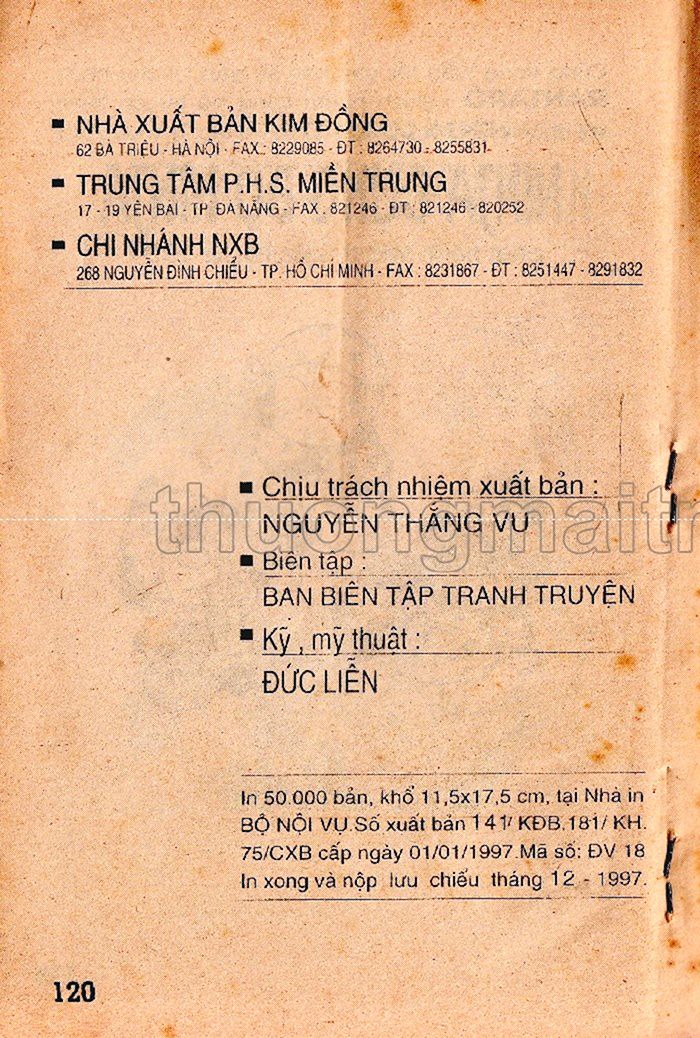 NHÀ XUẤT BẢN KIM ĐỒNG
62 BÀ TRIỆU - HÀ NỘI - FAX.: 8229085 - ĐT : 8264730 - 8255831
TRUNG TÂM P.H.S. MIỀN TRUNG
17 - 19 YÊN BÁI - TP. ĐÀ NẴNG - FAX . 821246 - ĐT : 821246 - 820252
CHI NHÁNH NXB
268 NGUYỄN ĐÌNH CHIỂU - TP. HỒ CHÍ MINH - FAX : 8231867 - ĐT : 8251447 - 8291832
Chịu trách nhiệm xuất bản :
thuongmaitr
NGUYỄN THẮNG VU
Biên tập :
BAN BIÊN TẬP TRANH TRUYỆN
Kỹ , mỹ thuật :
ĐỨC LIÊN
In 50.000 bản, khổ 11,5x17,5 cm, tại Nhà in
BỘ NỘI VỤ.Số xuất bản 141/ KĐB.181/ KH.
75/CXB cấp ngày 01/01/1997.Mã số: ĐV 18
In xong và nộp lưu chiểu tháng 12 - 1997.
120